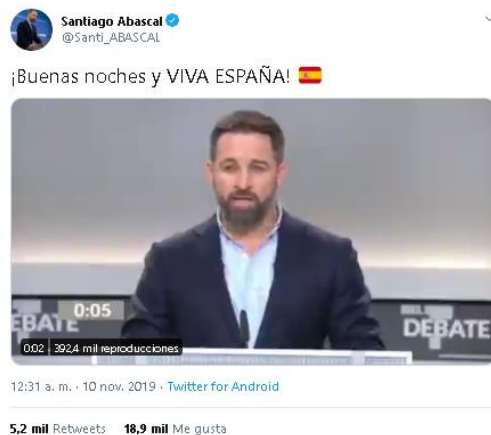 Santiago Abascal
@Santi_ABASCAL
¡Buenas noches y VIVA ESPAÑA! 🇪🇸
0:05
EBATE
DEBATE
0:02 392,4 mil reproducciones
12:31 a. m. · 10 nov. 2019 · Twitter for Android
5,2 mil Retweets 18,9 mil Me gusta